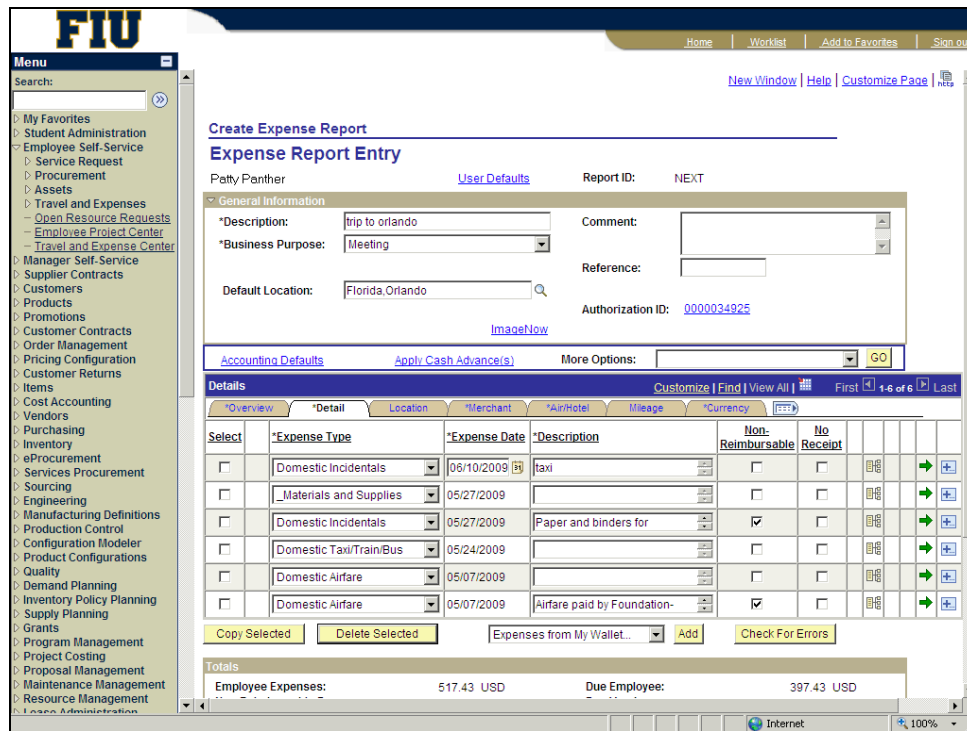 FIU
Home | Worklist | Add to Favorites | Sign ou
Menu
Search:
My Favorites
Student Administration
Employee Self-Service
Service Request
Procurement
Assets
Travel and Expenses
Open Resource Requests
Employee Project Center
Travel and Expense Center
Manager Self-Service
Supplier Contracts
Customers
Products
Promotions
Customer Contracts
Order Management
Pricing Configuration
Customer Returns
Items
Cost Accounting
Vendors
Purchasing
Inventory
eProcurement
Services Procurement
Sourcing
Engineering
Manufacturing Definitions
Production Control
Configuration Modeler
Product Configurations
Quality
Demand Planning
Inventory Policy Planning
Supply Planning
Grants
Program Management
Project Costing
Proposal Management
Maintenance Management
Resource Management
Lease Administration
New Window | Help | Customize Page | http
Create Expense Report
Expense Report Entry
Patty Panther User Defaults Report ID: NEXT
General Information
*Description: trip to orlando Comment:
*Business Purpose: Meeting
Reference:
Default Location: Florida,Orlando
Authorization ID: 0000034925
ImageNow
Accounting Defaults Apply Cash Advance(s) More Options: GO
Details Customize | Find | View All | First 1-6 of 6 Last
*Overview *Detail Location *Merchant *Air/Hotel Mileage *Currency
Select *Expense Type *Expense Date *Description Non-Reimbursable No Receipt
Domestic Incidentals 06/10/2009 31 taxi
_Materials and Supplies 05/27/2009
Domestic Incidentals 05/27/2009 Paper and binders for
Domestic Taxi/Train/Bus 05/24/2009
Domestic Airfare 05/07/2009
Domestic Airfare 05/07/2009 Airfare paid by Foundation-
Copy Selected Delete Selected Expenses from My Wallet... Add Check For Errors
Totals
Employee Expenses: 517.43 USD Due Employee: 397.43 USD
Internet 100%